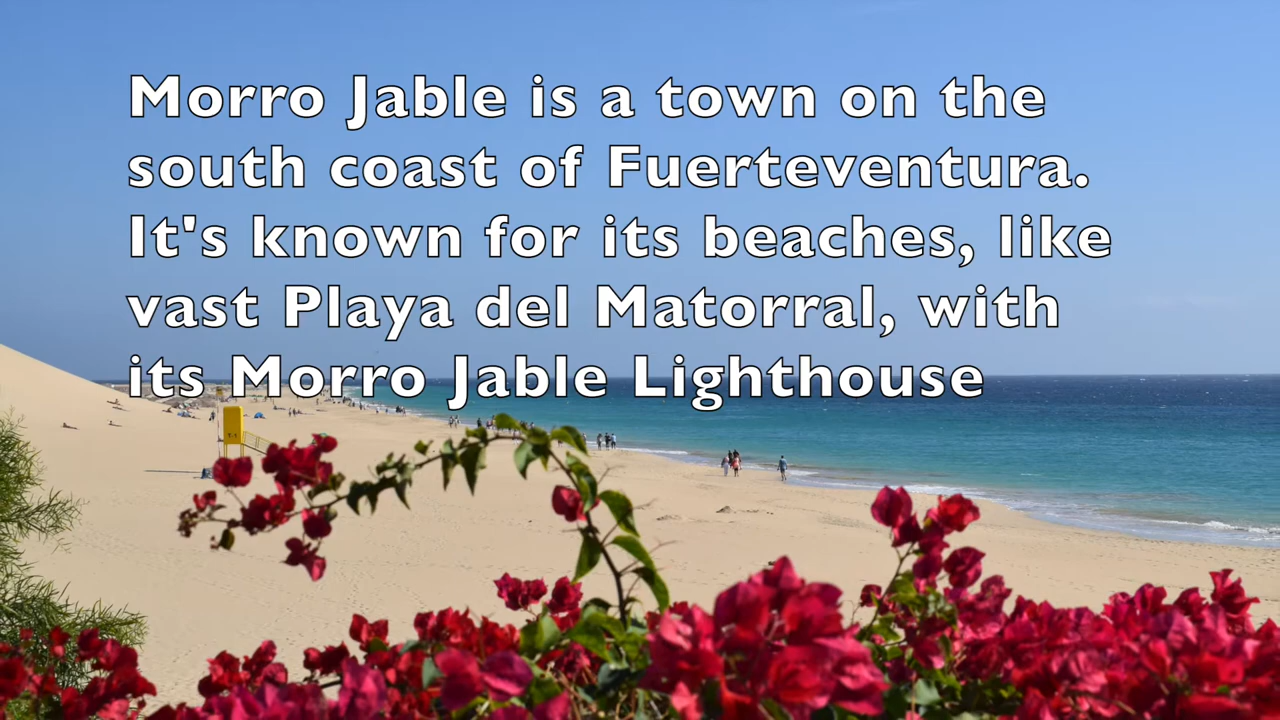 Morro Jable is a town on the
south coast of Fuerteventura.
It's known for its beaches, like
vast Playa del Matorral, with
its Morro Jable Lighthouse